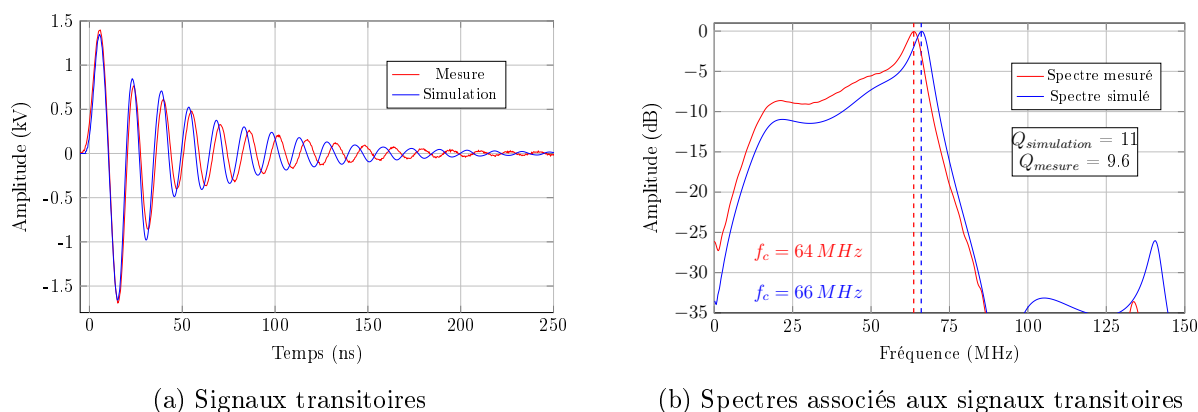 1.5
1
0.5
0
-0.5
-1
-1.5
0
50
100
150
200
250
Amplitude (kV)
Temps (ns)
Mesure
Simulation
(a) Signaux transitoires
0
−5
−10
−15
−20
−25
−30
−35
0
25
50
75
100
125
150
Amplitude (dB)
Fréquence (MHz)
Spectre mesuré
Spectre simulé
Q_simulation = 11
Q_mesure = 9.6
f_c = 64 MHz
f_c = 66 MHz
(b) Spectres associés aux signaux transitoires